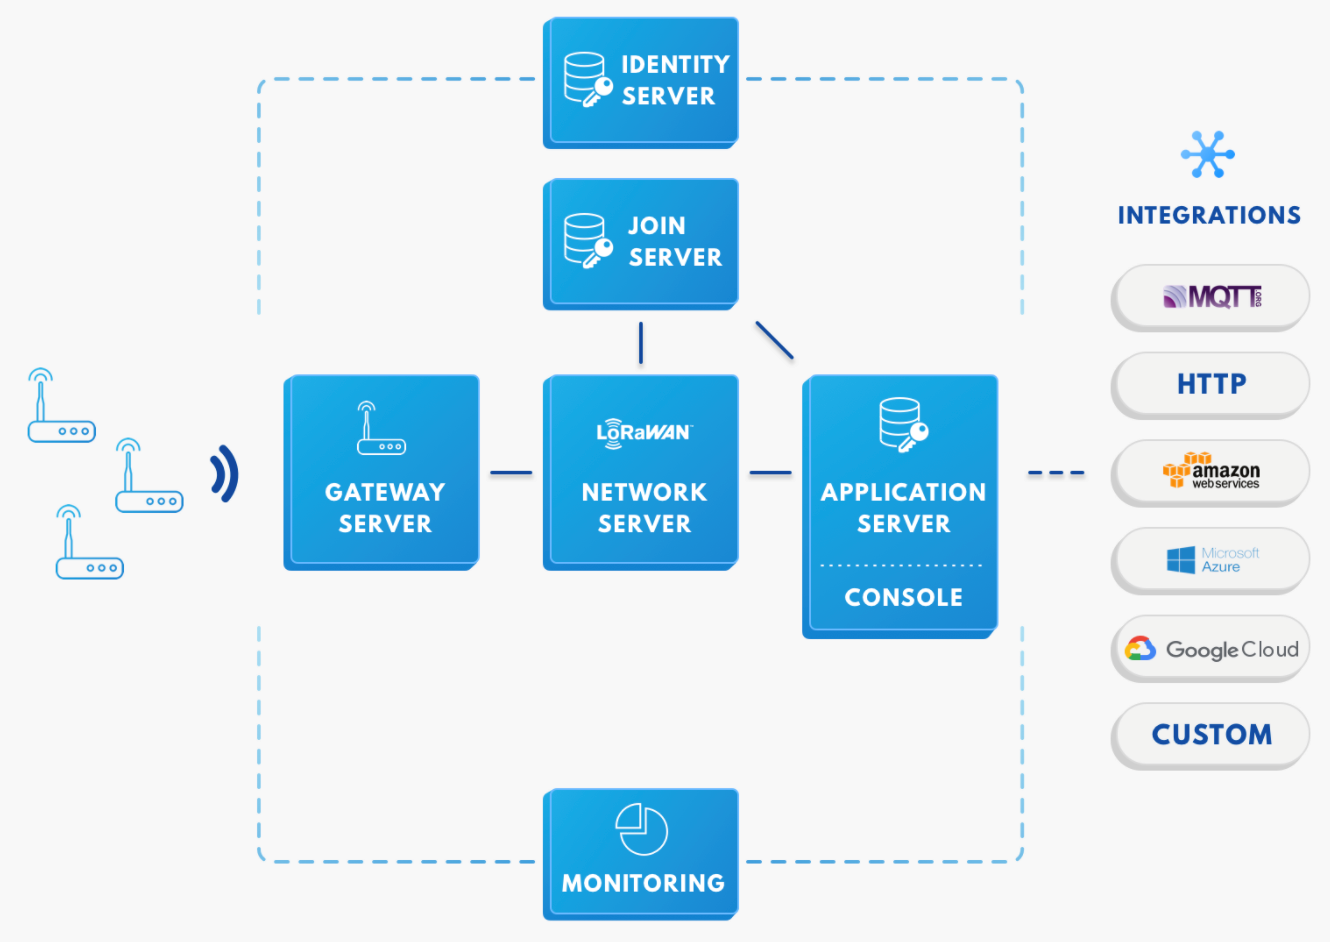 IDENTITY
SERVER
JOIN
SERVER
GATEWAY
SERVER
LoRaWAN™
NETWORK
SERVER
APPLICATION
SERVER
CONSOLE
MONITORING
INTEGRATIONS
MQTT.ORG
HTTP
amazon
web services
Microsoft
Azure
Google Cloud
CUSTOM